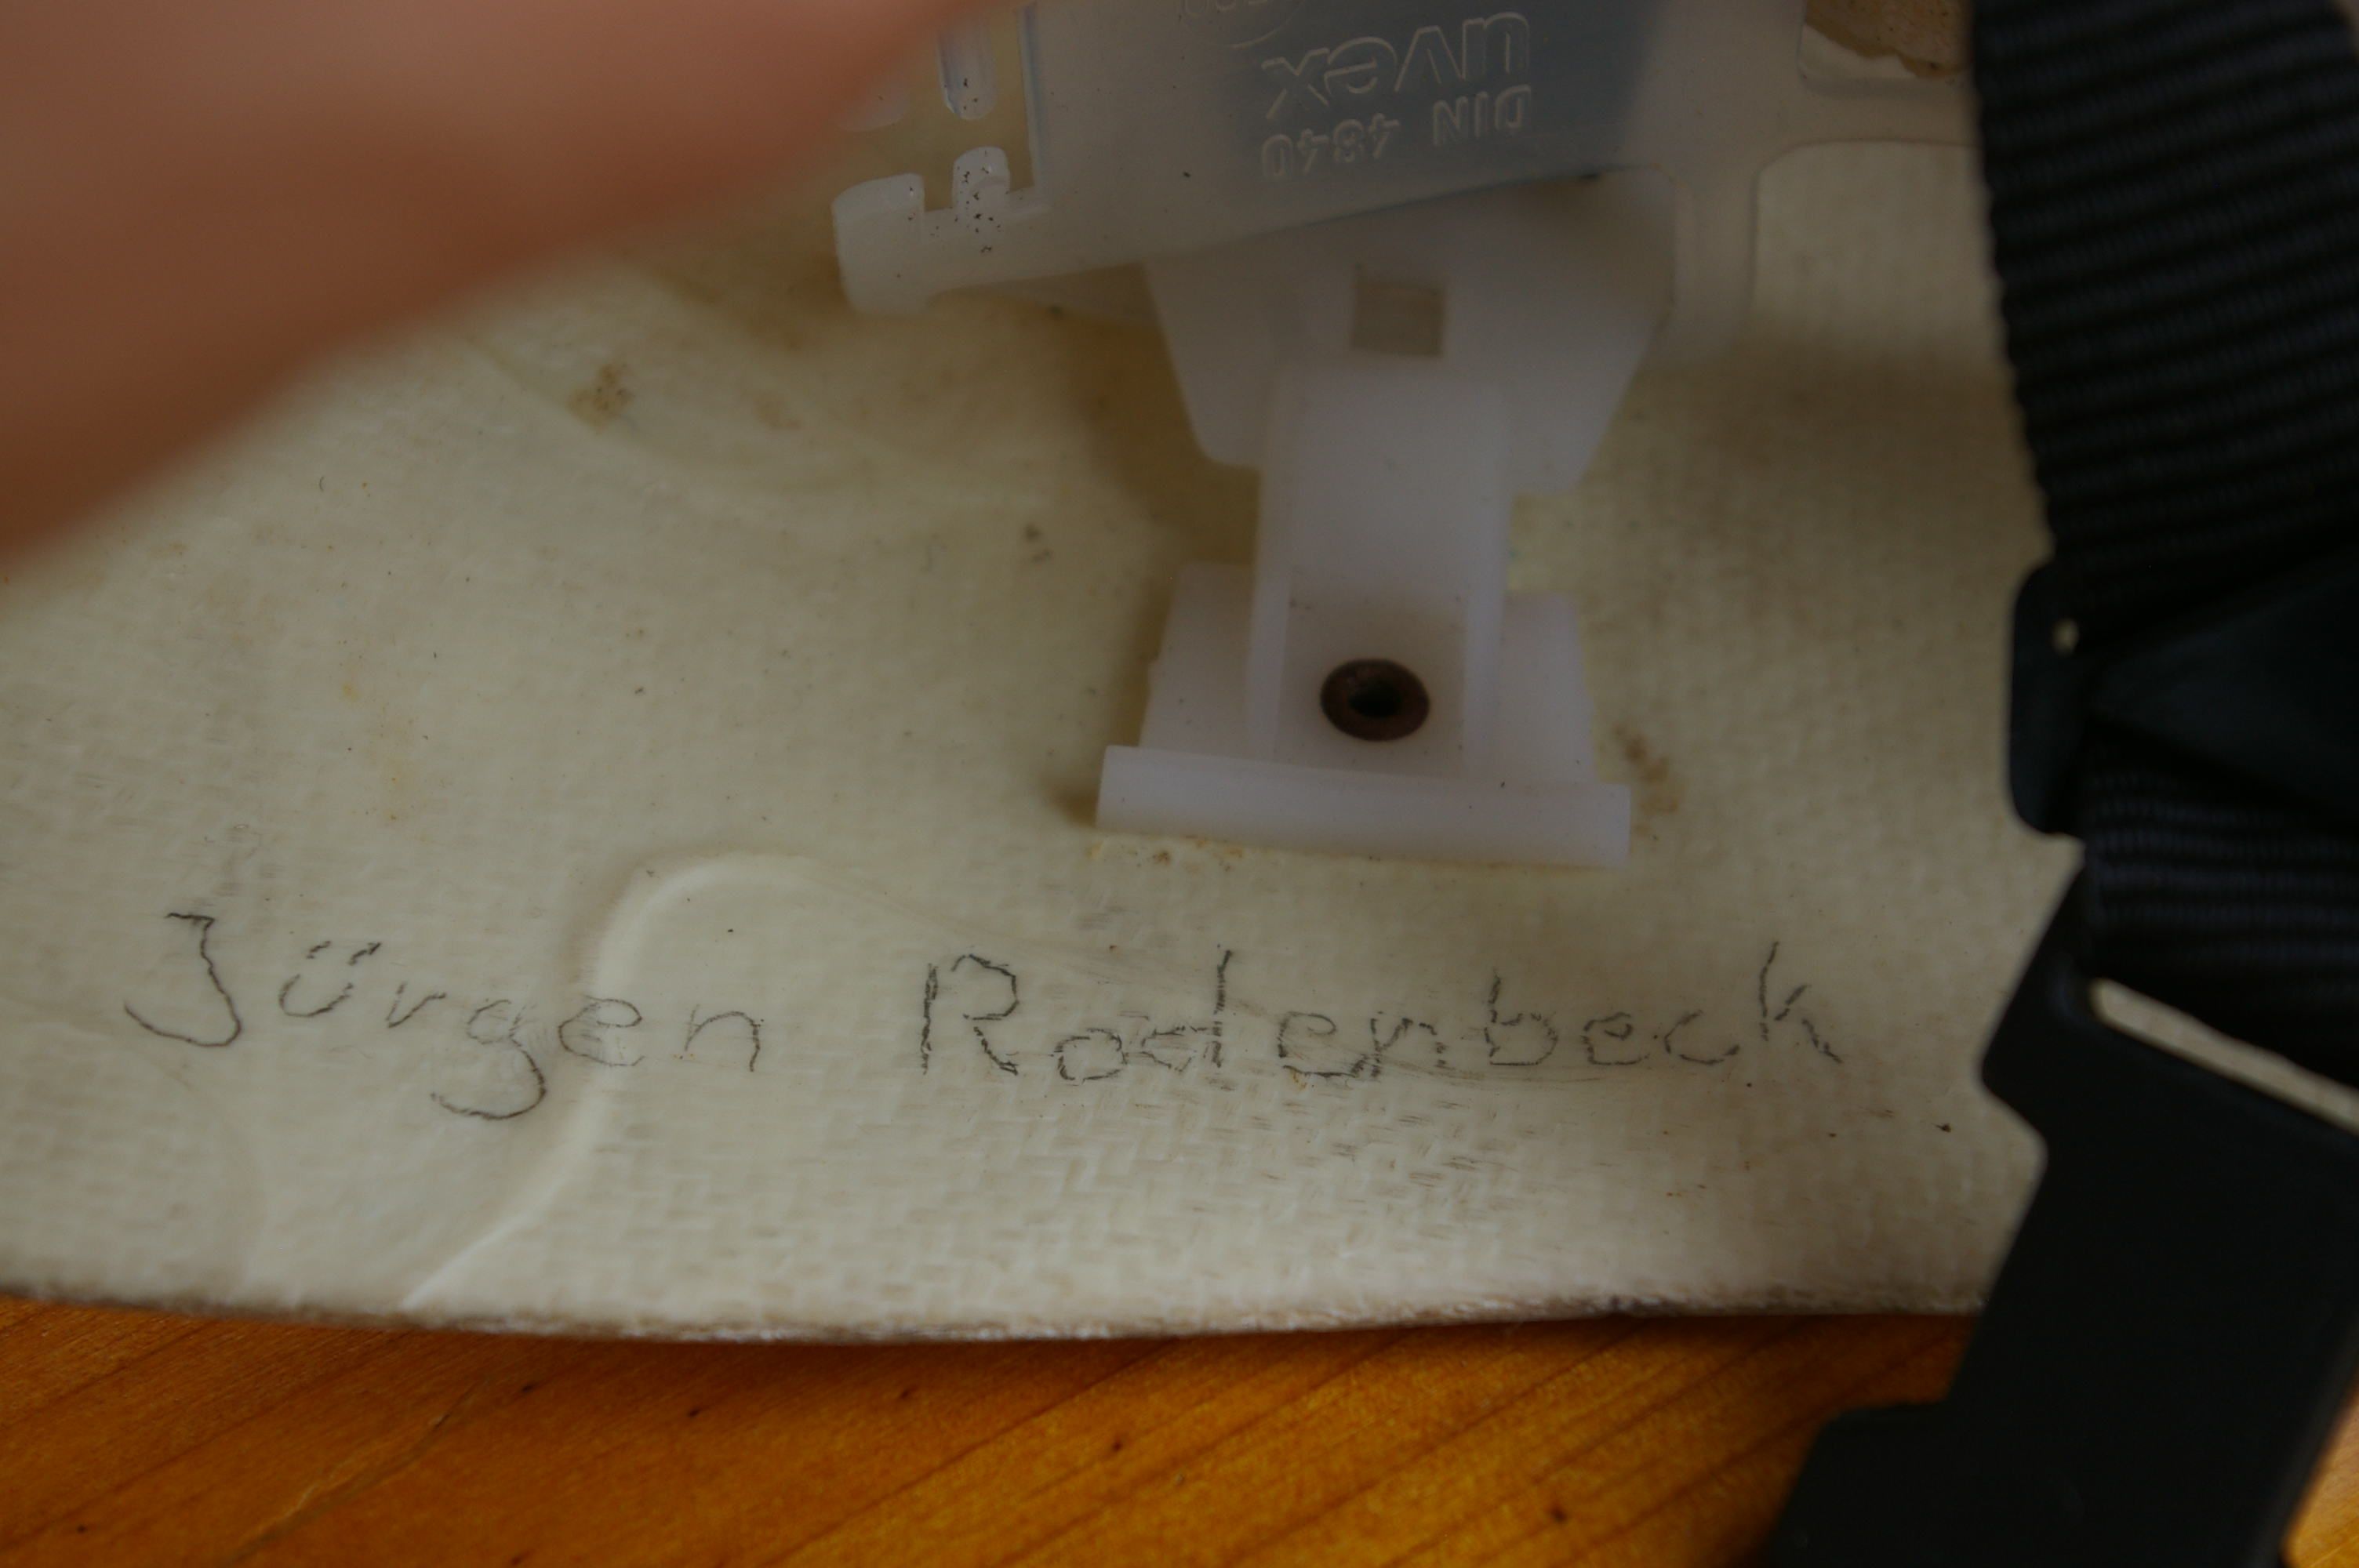 uvex
DIN 4840
Jürgen Rodenbeck